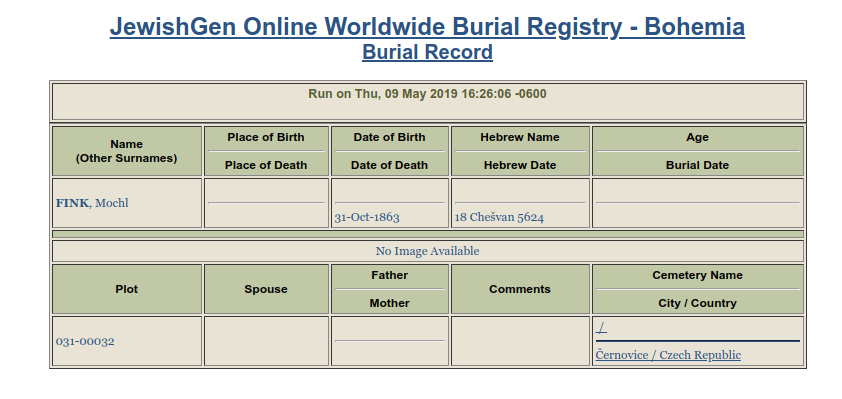 JewishGen Online Worldwide Burial Registry - Bohemia
Burial Record
Run on Thu, 09 May 2019 16:26:06 -0600
Name
(Other Surnames)
Place of Birth
Place of Death
Date of Birth
Date of Death
Hebrew Name
Hebrew Date
Age
Burial Date
FINK, Mochl
31-Oct-1863
18 Chešvan 5624
No Image Available
Plot
Spouse
Father
Mother
Comments
Cemetery Name
City / Country
031-00032
/
Černovice / Czech Republic